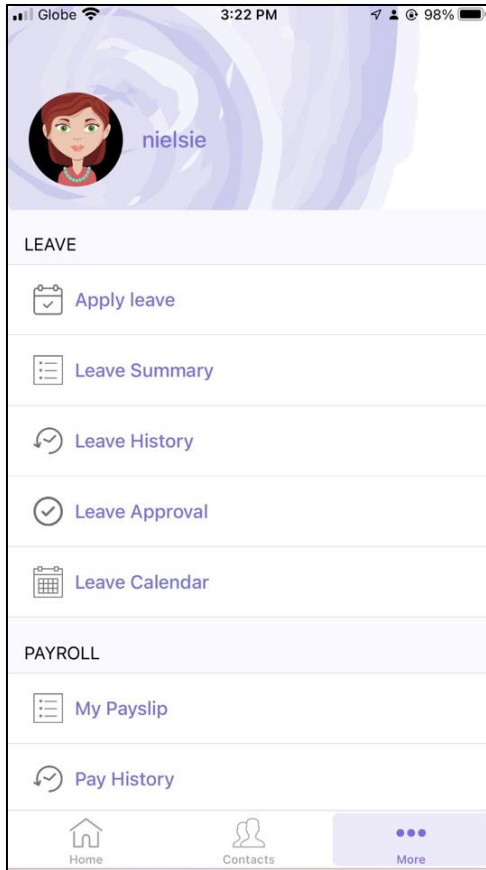 Globe 3:22 PM 98%
nielsie
LEAVE
Apply leave
Leave Summary
Leave History
Leave Approval
Leave Calendar
PAYROLL
My Payslip
Pay History
Home Contacts More